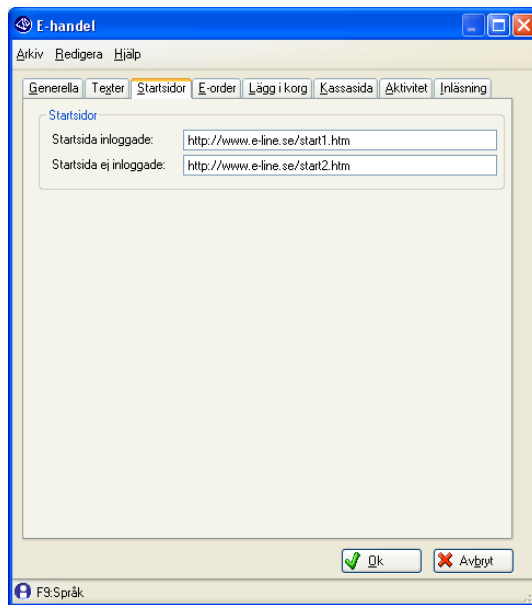 E-handel
Arkiv Redigera Hjälp
Generella Texter Startsidor E-order Lägg i korg Kassasida Aktivitet Inläsning
Startsidor
Startsida inloggade: http://www.e-line.se/start1.htm
Startsida ej inloggade: http://www.e-line.se/start2.htm
Ok Avbryt
F9:Språk